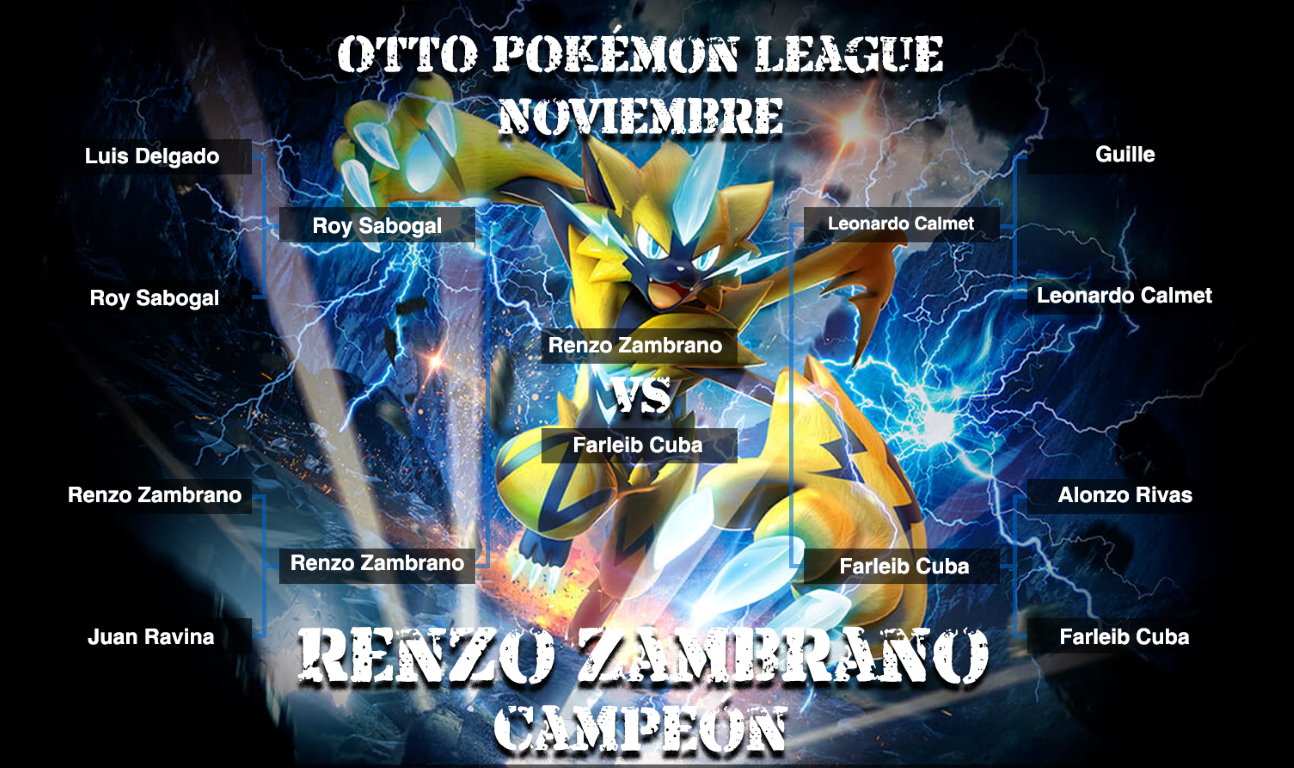 OTTO POKÉMON LEAGUE
NOVIEMBRE
Luis Delgado
Guille
Roy Sabogal
Leonardo Calmet
Roy Sabogal
Leonardo Calmet
Renzo Zambrano
VS
Farleib Cuba
Renzo Zambrano
Alonzo Rivas
Renzo Zambrano
Farleib Cuba
Juan Ravina
Farleib Cuba
RENZO ZAMBRANO
CAMPEÓN